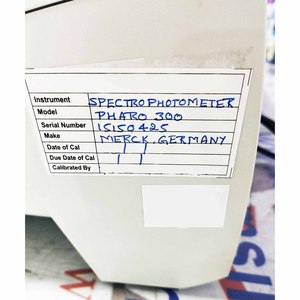 Instrument SPECTROPHOTOMETER
Model PHARO 300
Serial Number 15150425
Make MERCK, GERMANY
Date of Cal / /
Due Date of Cal / /
Calibrated By